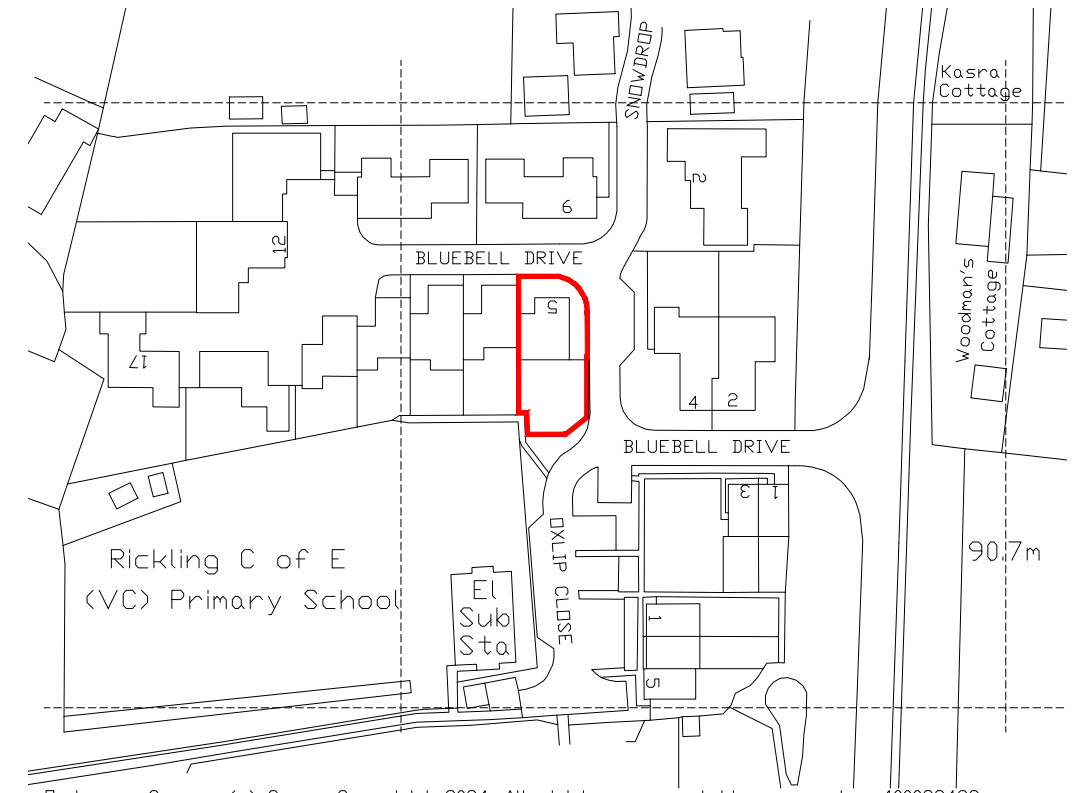 SNOWDROP
Kasra
Cottage
2
6
12
BLUEBELL DRIVE
Woodman's
Cottage
5
17
4
2
BLUEBELL DRIVE
3
1
OXLIP CLOSE
90.7m
Rickling C of E
(VC) Primary School
El
Sub
Sta
1
5